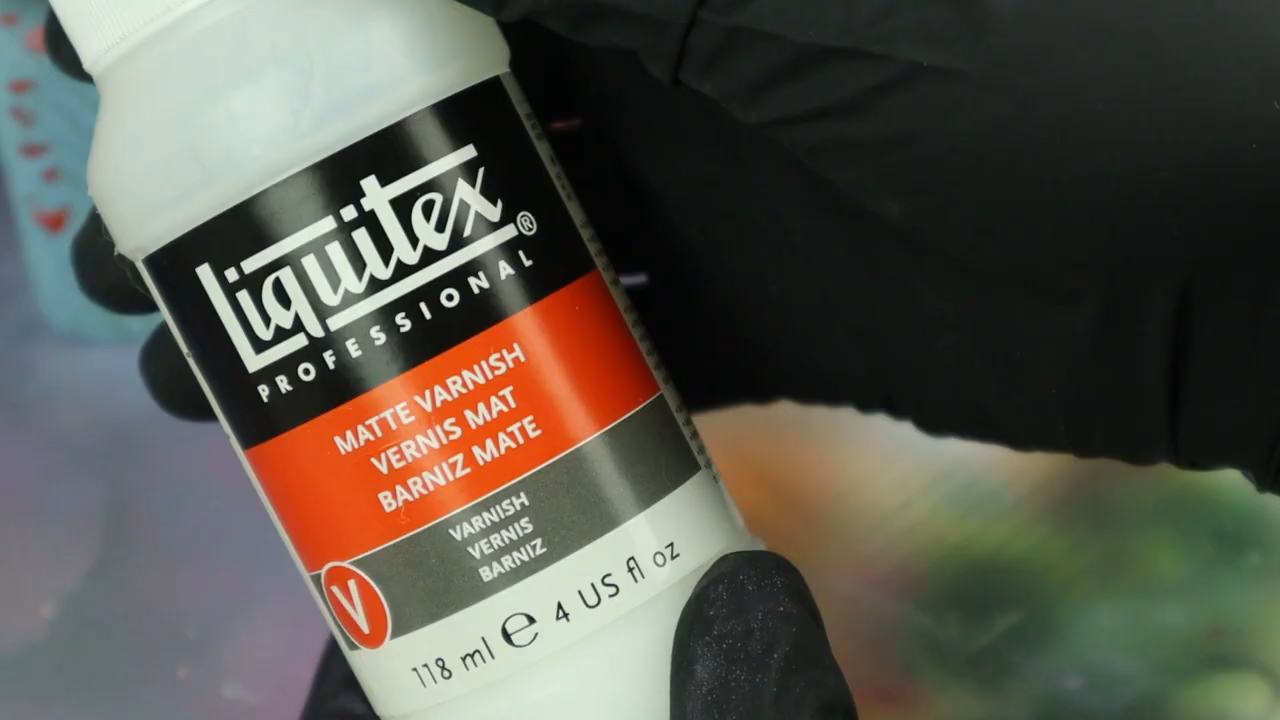 Liquitex®
PROFESSIONAL
MATTE VARNISH
VERNIS MAT
BARNIZ MATE
VARNISH
VERNIS
BARNIZ
V
118 ml ℮ 4 US fl oz